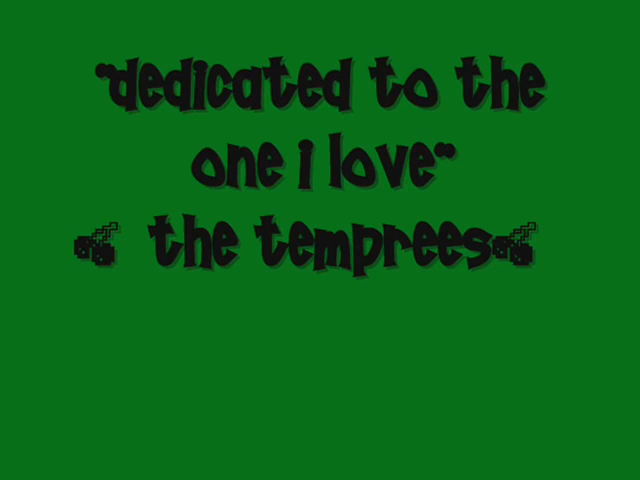 "dedicated to the
one i love"
the temprees